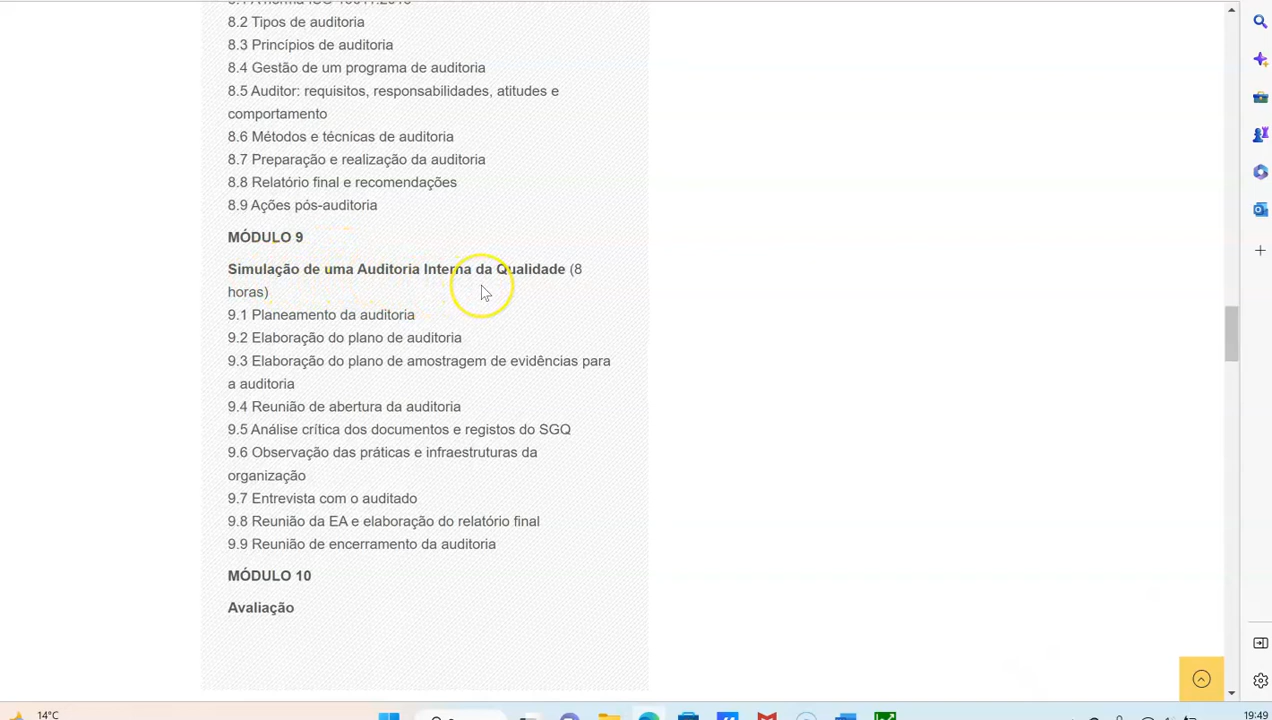 8.2 Tipos de auditoria
8.3 Princípios de auditoria
8.4 Gestão de um programa de auditoria
8.5 Auditor: requisitos, responsabilidades, atitudes e
comportamento
8.6 Métodos e técnicas de auditoria
8.7 Preparação e realização da auditoria
8.8 Relatório final e recomendações
8.9 Ações pós-auditoria
MÓDULO 9
Simulação de uma Auditoria Interna da Qualidade (8
horas)
9.1 Planeamento da auditoria
9.2 Elaboração do plano de auditoria
9.3 Elaboração do plano de amostragem de evidências para
a auditoria
9.4 Reunião de abertura da auditoria
9.5 Análise crítica dos documentos e registos do SGQ
9.6 Observação das práticas e infraestruturas da
organização
9.7 Entrevista com o auditado
9.8 Reunião da EA e elaboração do relatório final
9.9 Reunião de encerramento da auditoria
MÓDULO 10
Avaliação
14°C
19:49